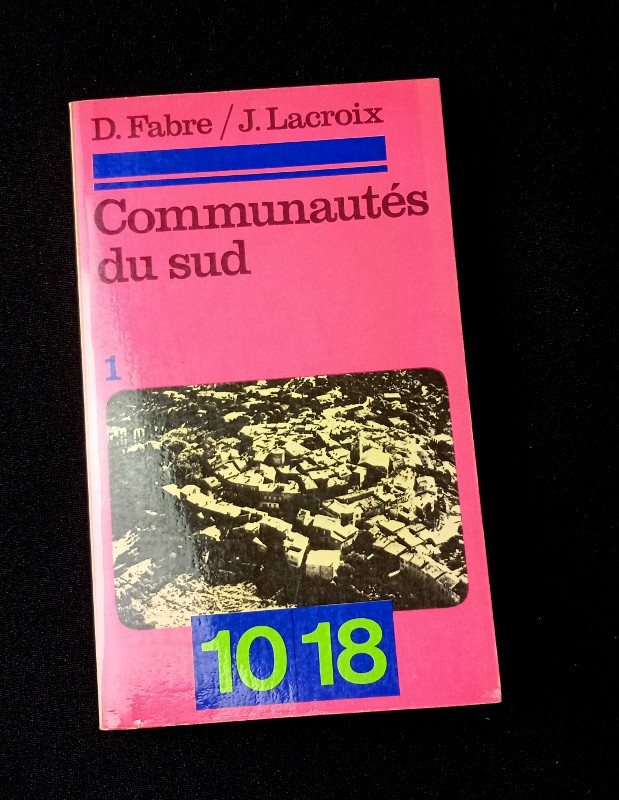 D. Fabre / J. Lacroix
Communautés
du sud
1
10 18